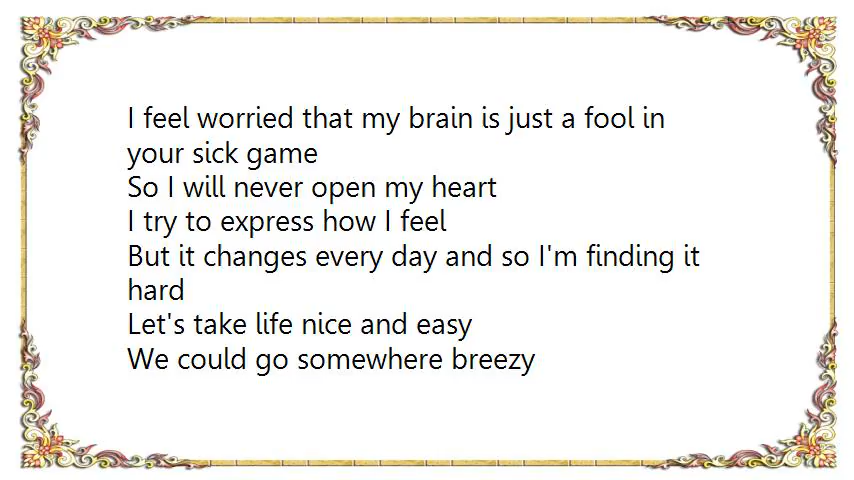 I feel worried that my brain is just a fool in
your sick game
So I will never open my heart
I try to express how I feel
But it changes every day and so I'm finding it
hard
Let's take life nice and easy
We could go somewhere breezy